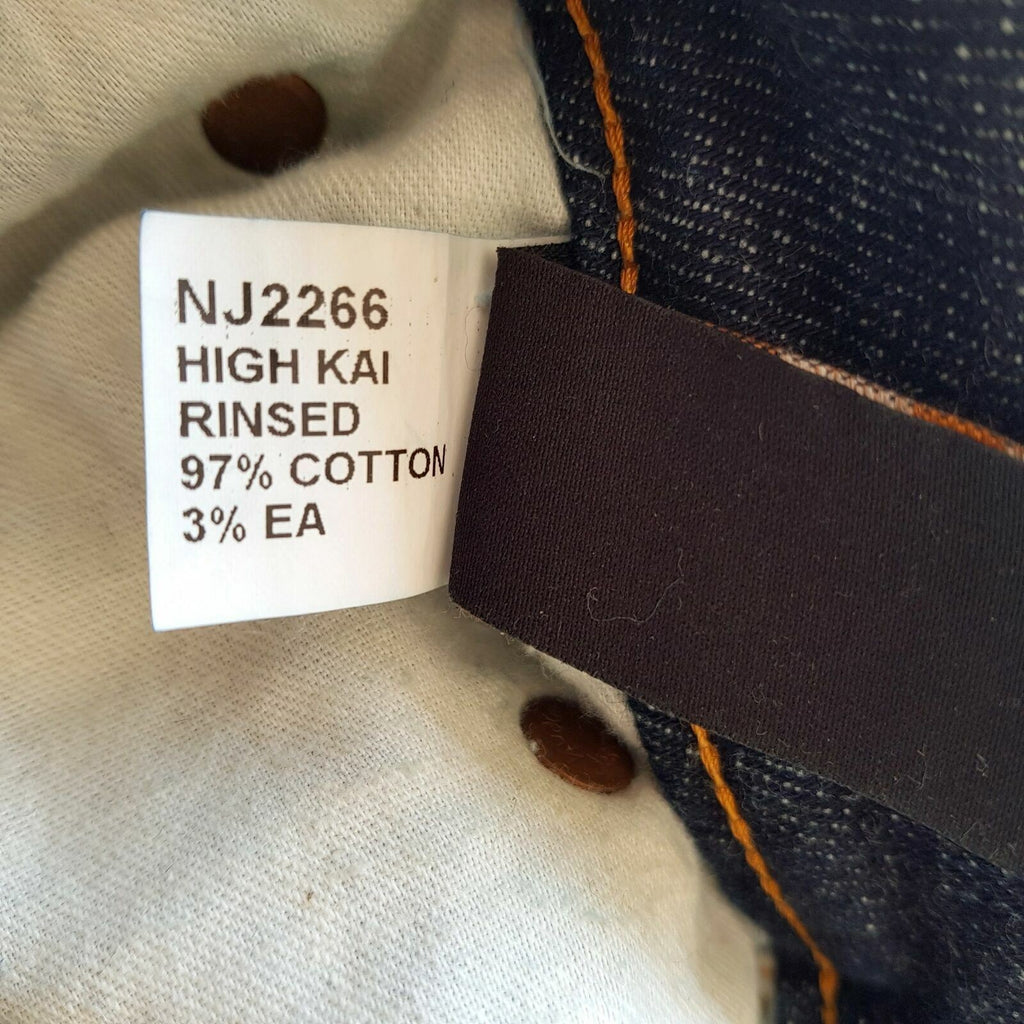 NJ2266
HIGH KAI
RINSED
97% COTTON
3% EA